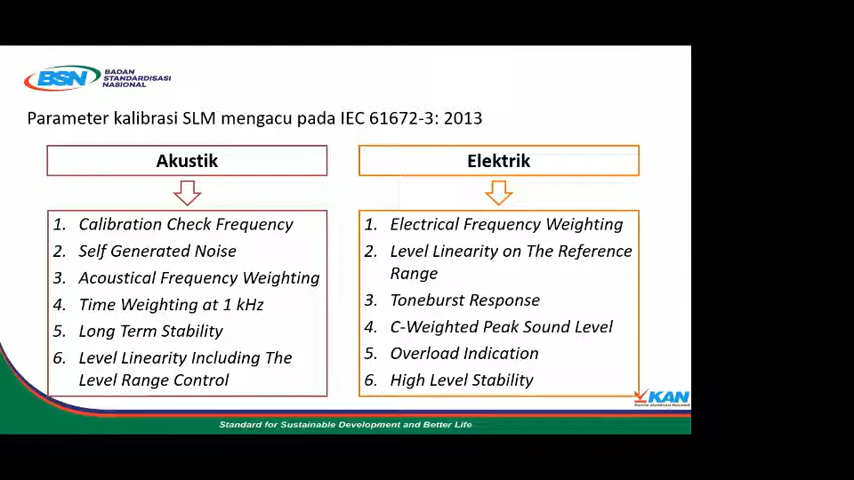 BSN
BADAN
STANDARDISASI
NASIONAL
Parameter kalibrasi SLM mengacu pada IEC 61672-3: 2013
Akustik
1. Calibration Check Frequency
2. Self Generated Noise
3. Acoustical Frequency Weighting
4. Time Weighting at 1 kHz
5. Long Term Stability
6. Level Linearity Including The
Level Range Control
Elektrik
1. Electrical Frequency Weighting
2. Level Linearity on The Reference
Range
3. Toneburst Response
4. C-Weighted Peak Sound Level
5. Overload Indication
6. High Level Stability
KAN
Standard for Sustainable Development and Better Life